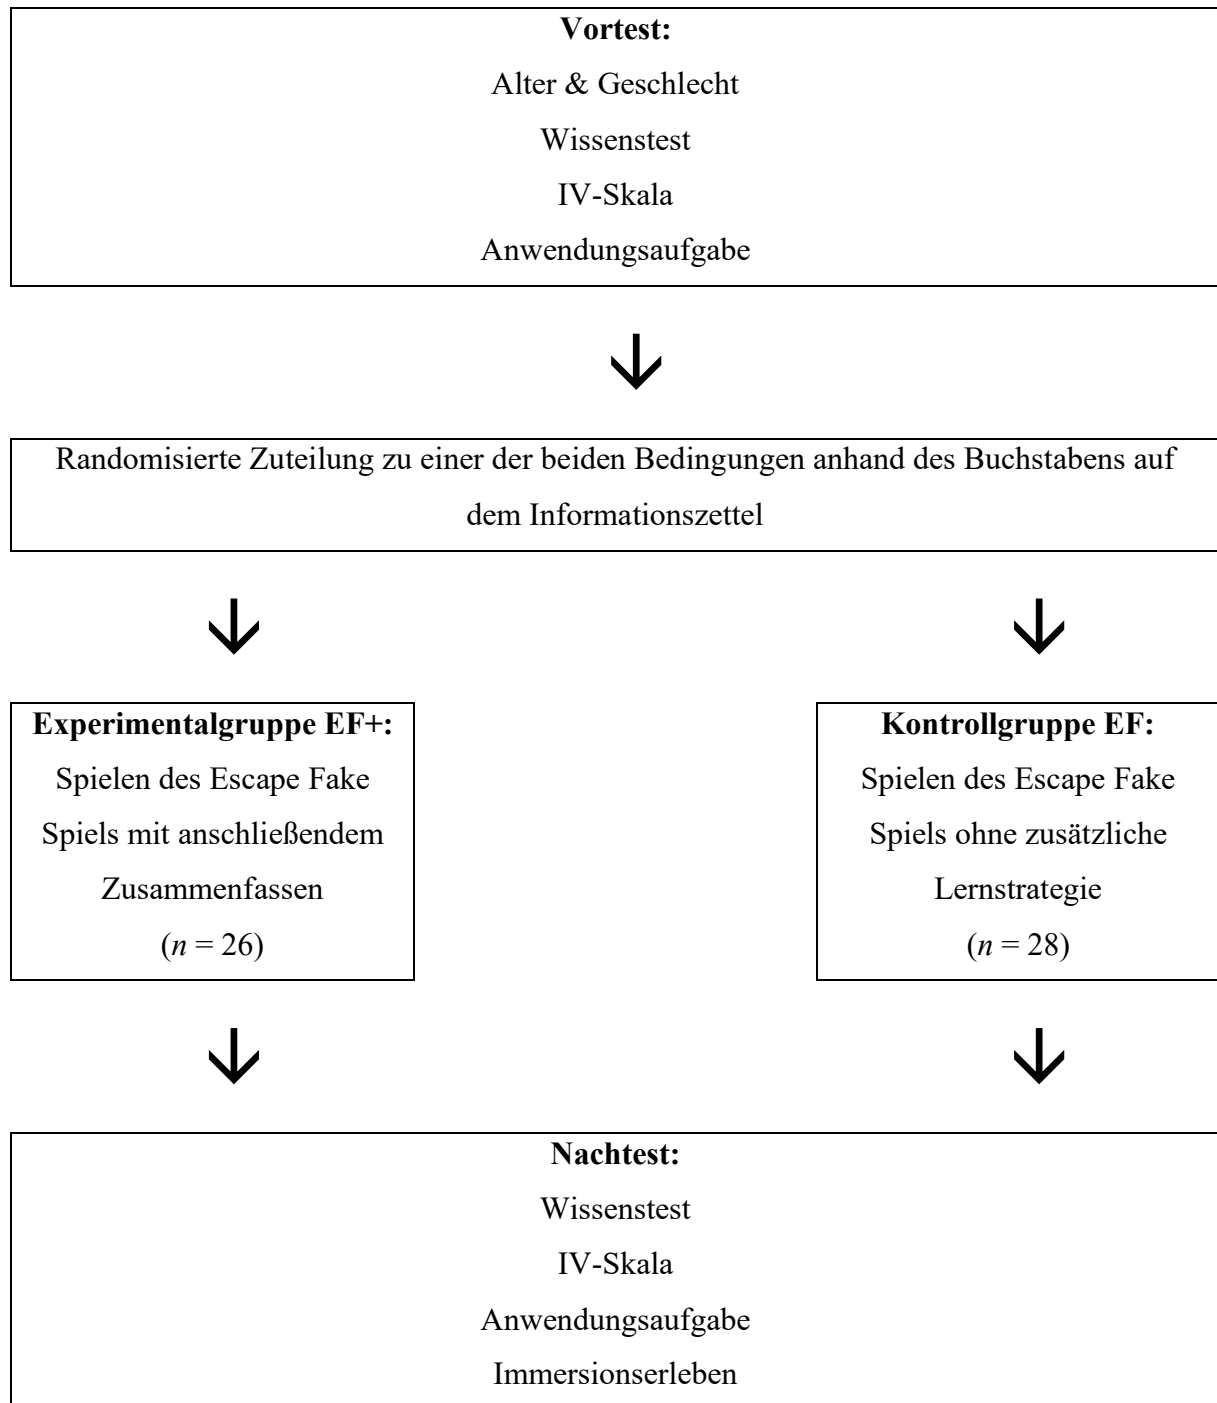 Vortest:
Alter & Geschlecht
Wissenstest
IV-Skala
Anwendungsaufgabe
Randomisierte Zuteilung zu einer der beiden Bedingungen anhand des Buchstabens auf
dem Informationszettel
Experimentalgruppe EF+:
Spielen des Escape Fake
Spiels mit anschließendem
Zusammenfassen
(n = 26)
Kontrollgruppe EF:
Spielen des Escape Fake
Spiels ohne zusätzliche
Lernstrategie
(n = 28)
Nachtest:
Wissenstest
IV-Skala
Anwendungsaufgabe
Immersionserleben